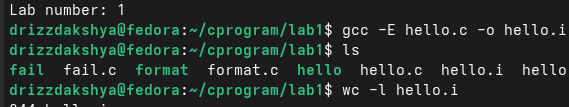 Lab number: 1
drizzdakshya@fedora:~/cprogram/lab1$ gcc -E hello.c -o hello.i
drizzdakshya@fedora:~/cprogram/lab1$ ls
fail fail.c format format.c hello hello.c hello.i hello
drizzdakshya@fedora:~/cprogram/lab1$ wc -l hello.i